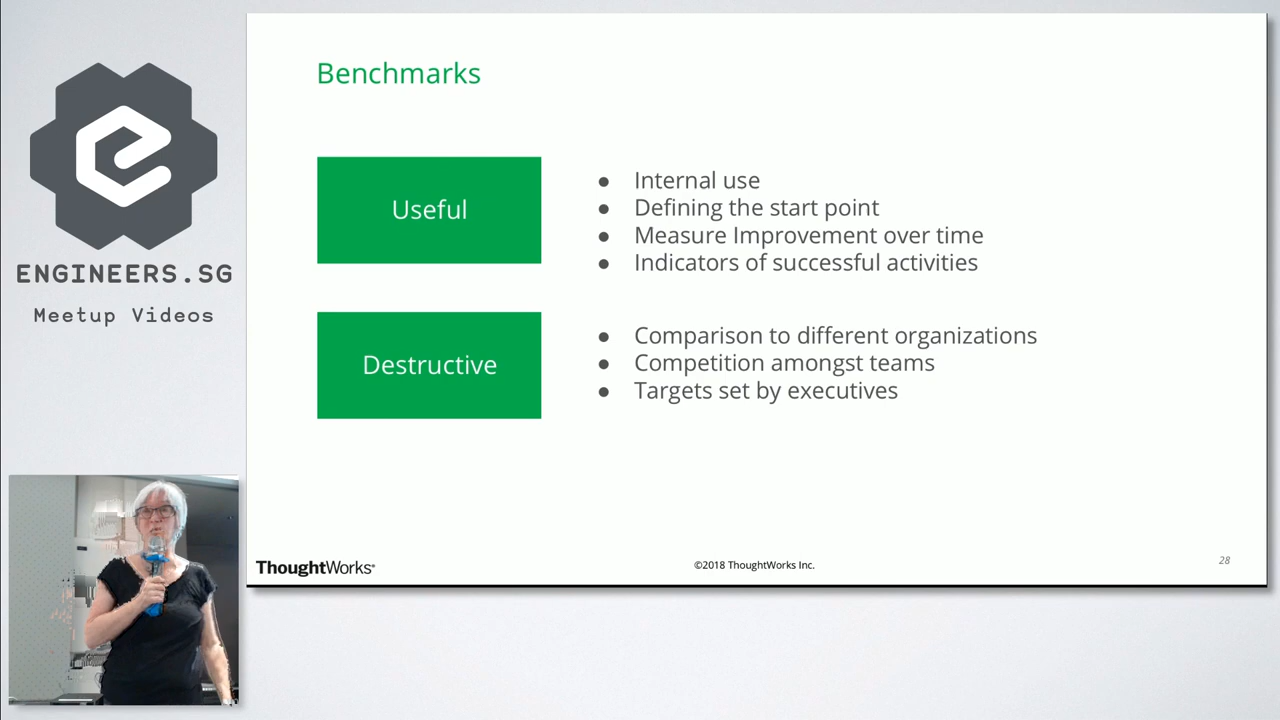 ENGINEERS.SG
Meetup Videos
Benchmarks
Useful
● Internal use
● Defining the start point
● Measure Improvement over time
● Indicators of successful activities
Destructive
● Comparison to different organizations
● Competition amongst teams
● Targets set by executives
ThoughtWorks®
©2018 ThoughtWorks Inc.
28